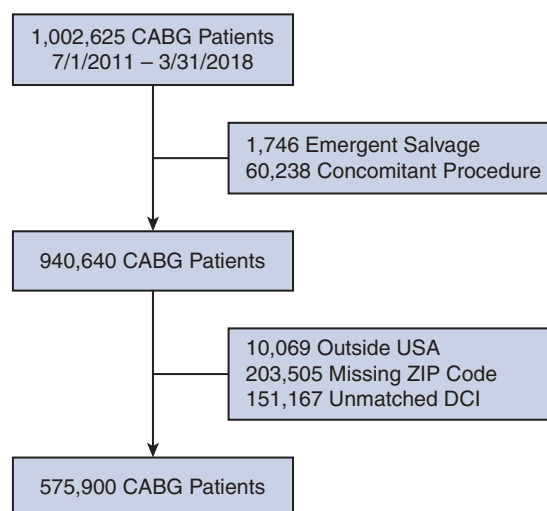 1,002,625 CABG Patients
7/1/2011 – 3/31/2018
1,746 Emergent Salvage
60,238 Concomitant Procedure
940,640 CABG Patients
10,069 Outside USA
203,505 Missing ZIP Code
151,167 Unmatched DCI
575,900 CABG Patients